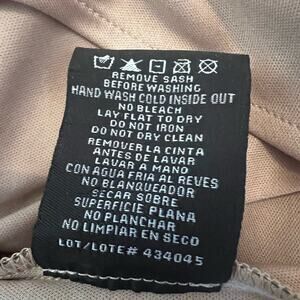 REMOVE SASH
BEFORE WASHING
HAND WASH COLD INSIDE OUT
NO BLEACH
LAY FLAT TO DRY
DO NOT IRON
DO NOT DRY CLEAN
REMOVER LA CINTA
ANTES DE LAVAR
LAVAR A MANO
CON AGUA FRIA AL REVES
NO BLANQUEADOR
SECAR SOBRE
SUPERFICIE PLANA
NO PLANCHAR
NO LIMPIAR EN SECO
LOT/LOTE# 434045